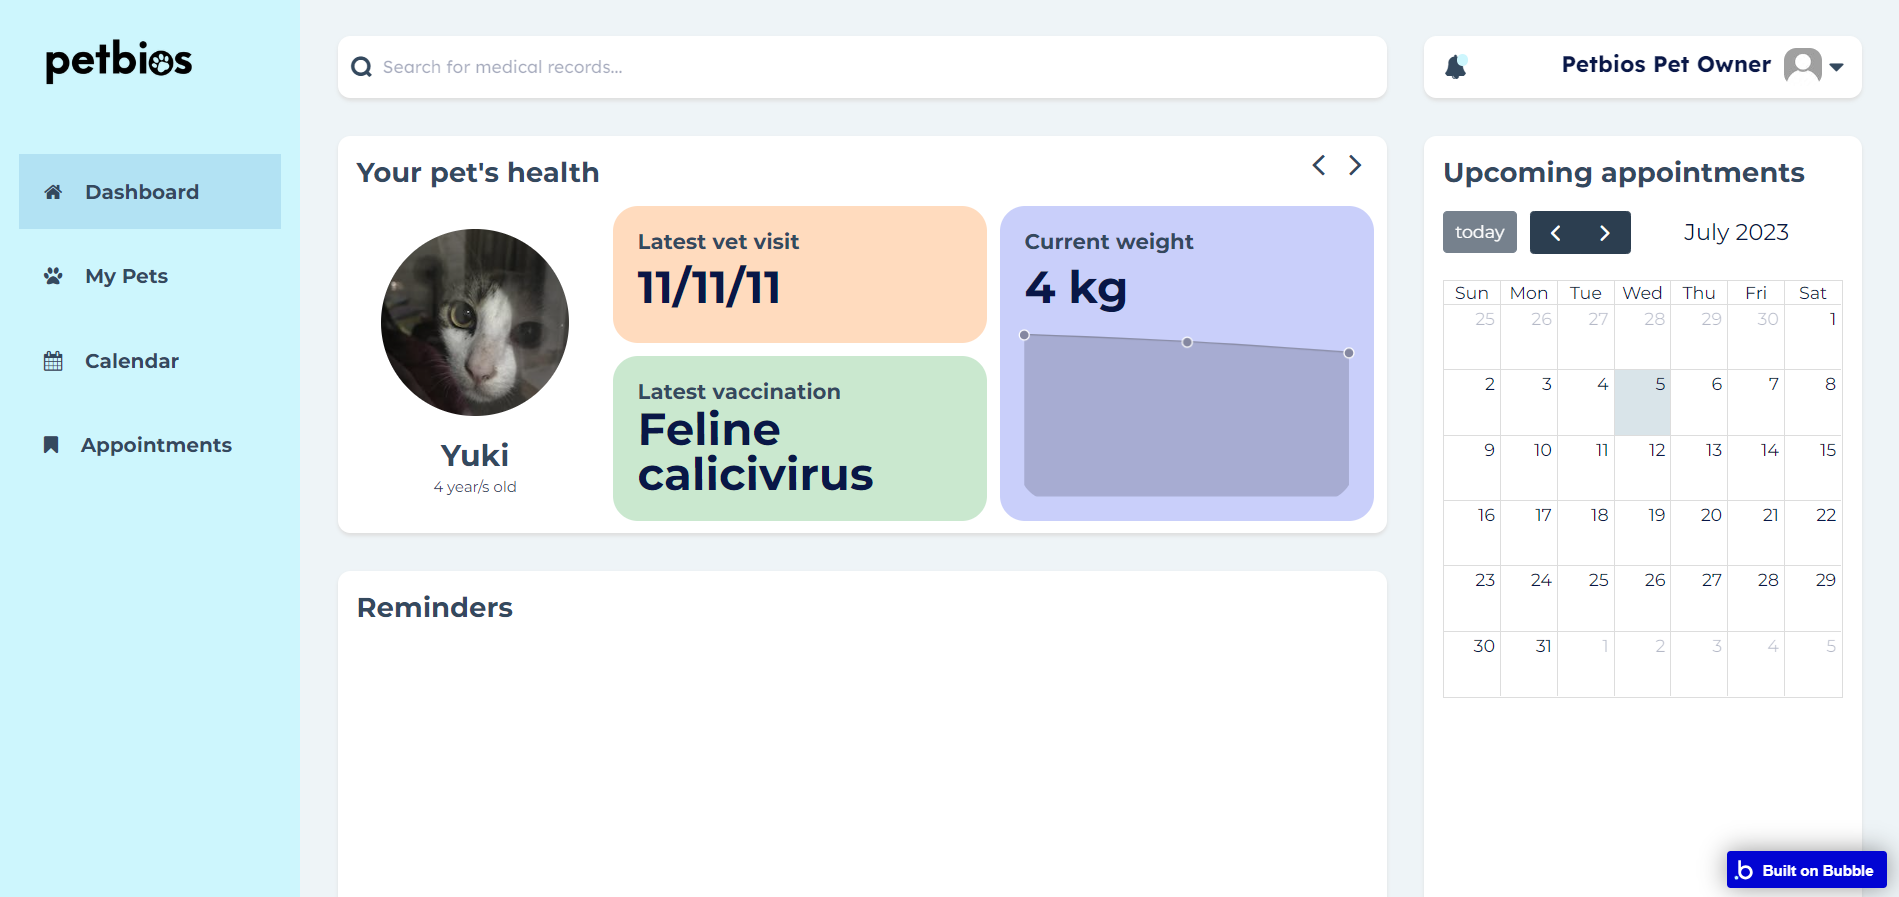 petbios
Dashboard
My Pets
Calendar
Appointments
Search for medical records...
Petbios Pet Owner
Your pet's health
Yuki
4 year/s old
Latest vet visit
11/11/11
Latest vaccination
Feline
calicivirus
Current weight
4 kg
Reminders
Upcoming appointments
today
July 2023
Sun Mon Tue Wed Thu Fri Sat
25 26 27 28 29 30 1
2 3 4 5 6 7 8
9 10 11 12 13 14 15
16 17 18 19 20 21 22
23 24 25 26 27 28 29
30 31 1 2 3 4 5
Built on Bubble